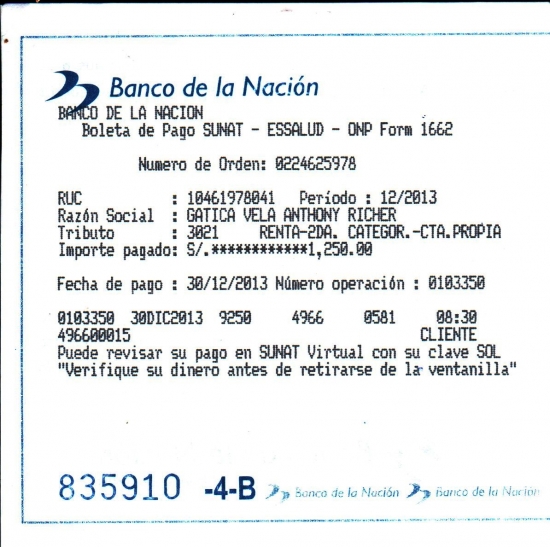 Banco de la Nación
BANCO DE LA NACION
Boleta de Pago SUNAT - ESSALUD - ONP Form 1662
Numero de Orden: 0224625978
RUC : 10461978041 Período : 12/2013
Razón Social : GATICA VELA ANTHONY RICHER
Tributo : 3021 RENTA-2DA. CATEGOR.-CTA.PROPIA
Importe pagado: S/.************1,250.00
Fecha de pago : 30/12/2013 Número operación : 0103350
0103350 30DIC2013 9250 4966 0581 08:30
496600015 CLIENTE
Puede revisar su pago en SUNAT Virtual con su clave SOL
"Verifique su dinero antes de retirarse de la ventanilla"
835910 -4-B Banco de la Nación Banco de la Nación